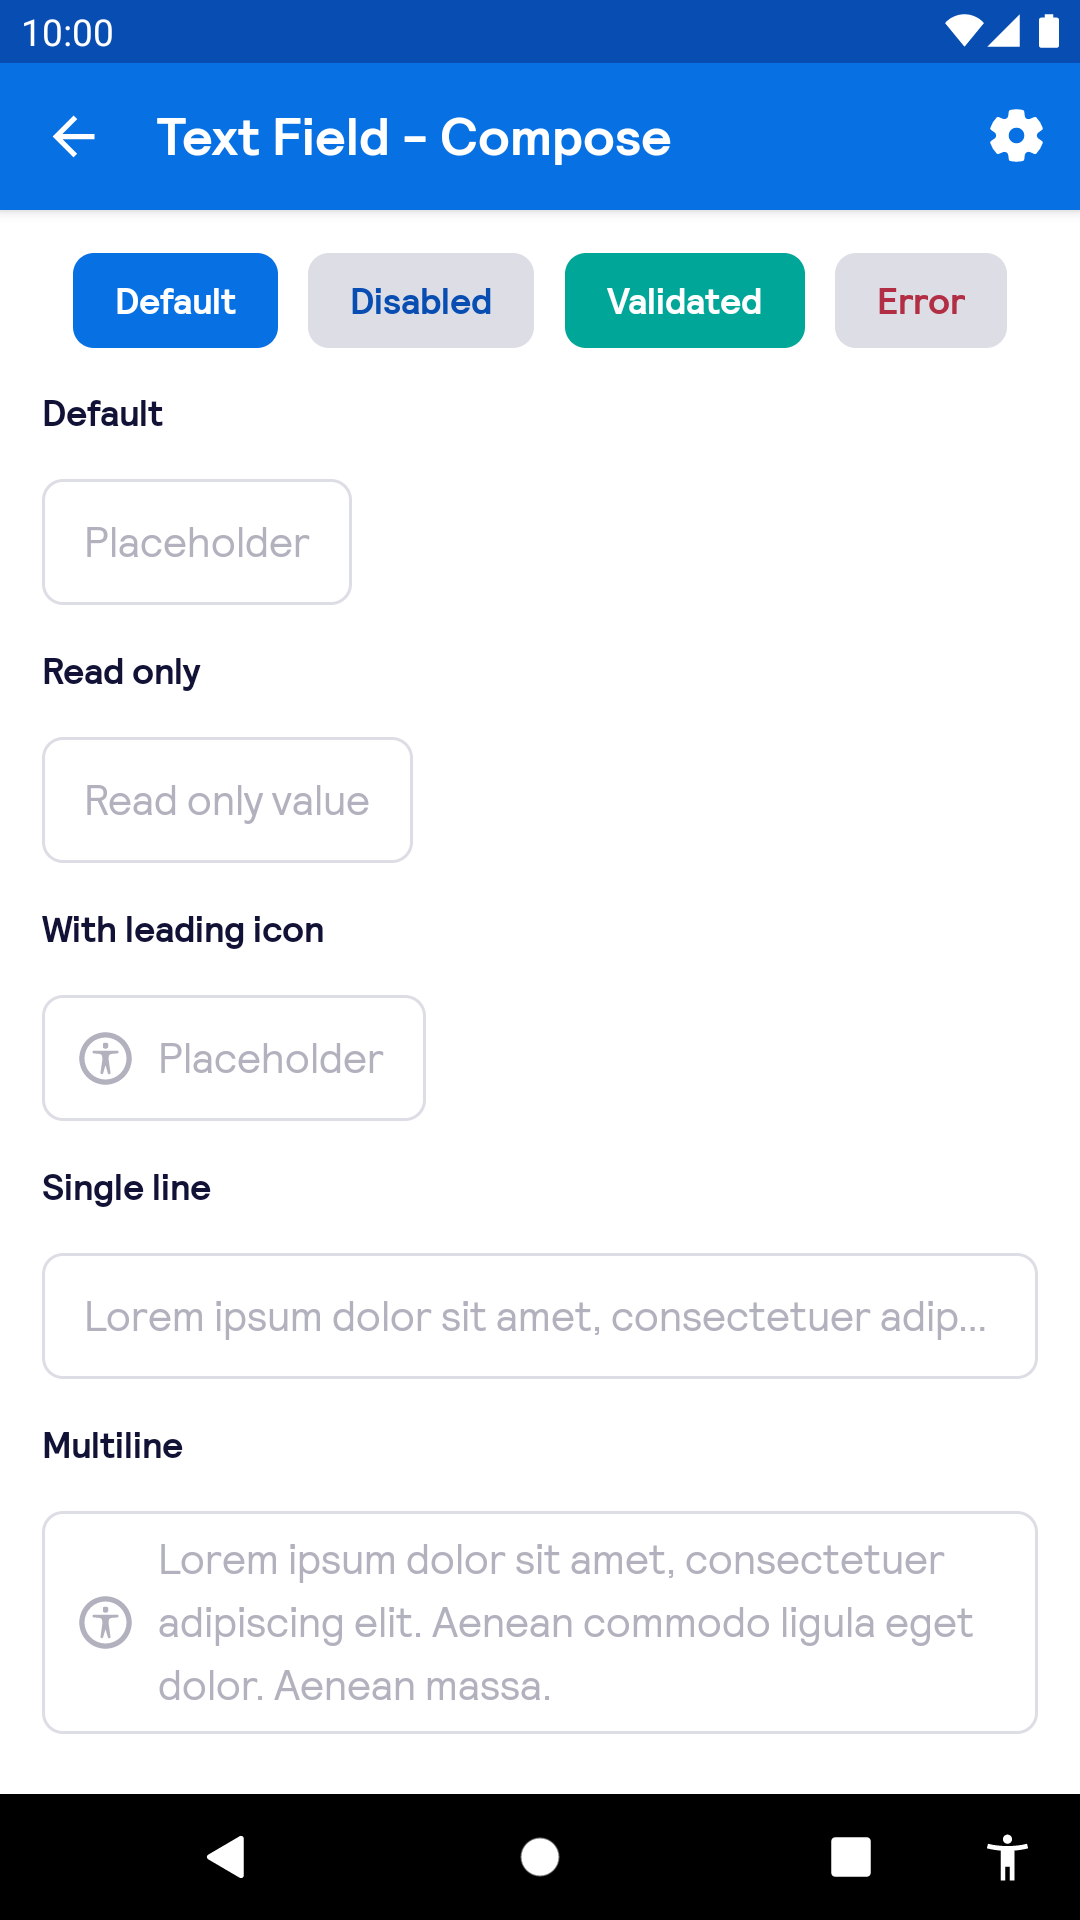 10:00
Text Field - Compose
Default
Disabled
Validated
Error
Default
Placeholder
Read only
Read only value
With leading icon
Placeholder
Single line
Lorem ipsum dolor sit amet, consectetuer adip...
Multiline
Lorem ipsum dolor sit amet, consectetuer
adipiscing elit. Aenean commodo ligula eget
dolor. Aenean massa.